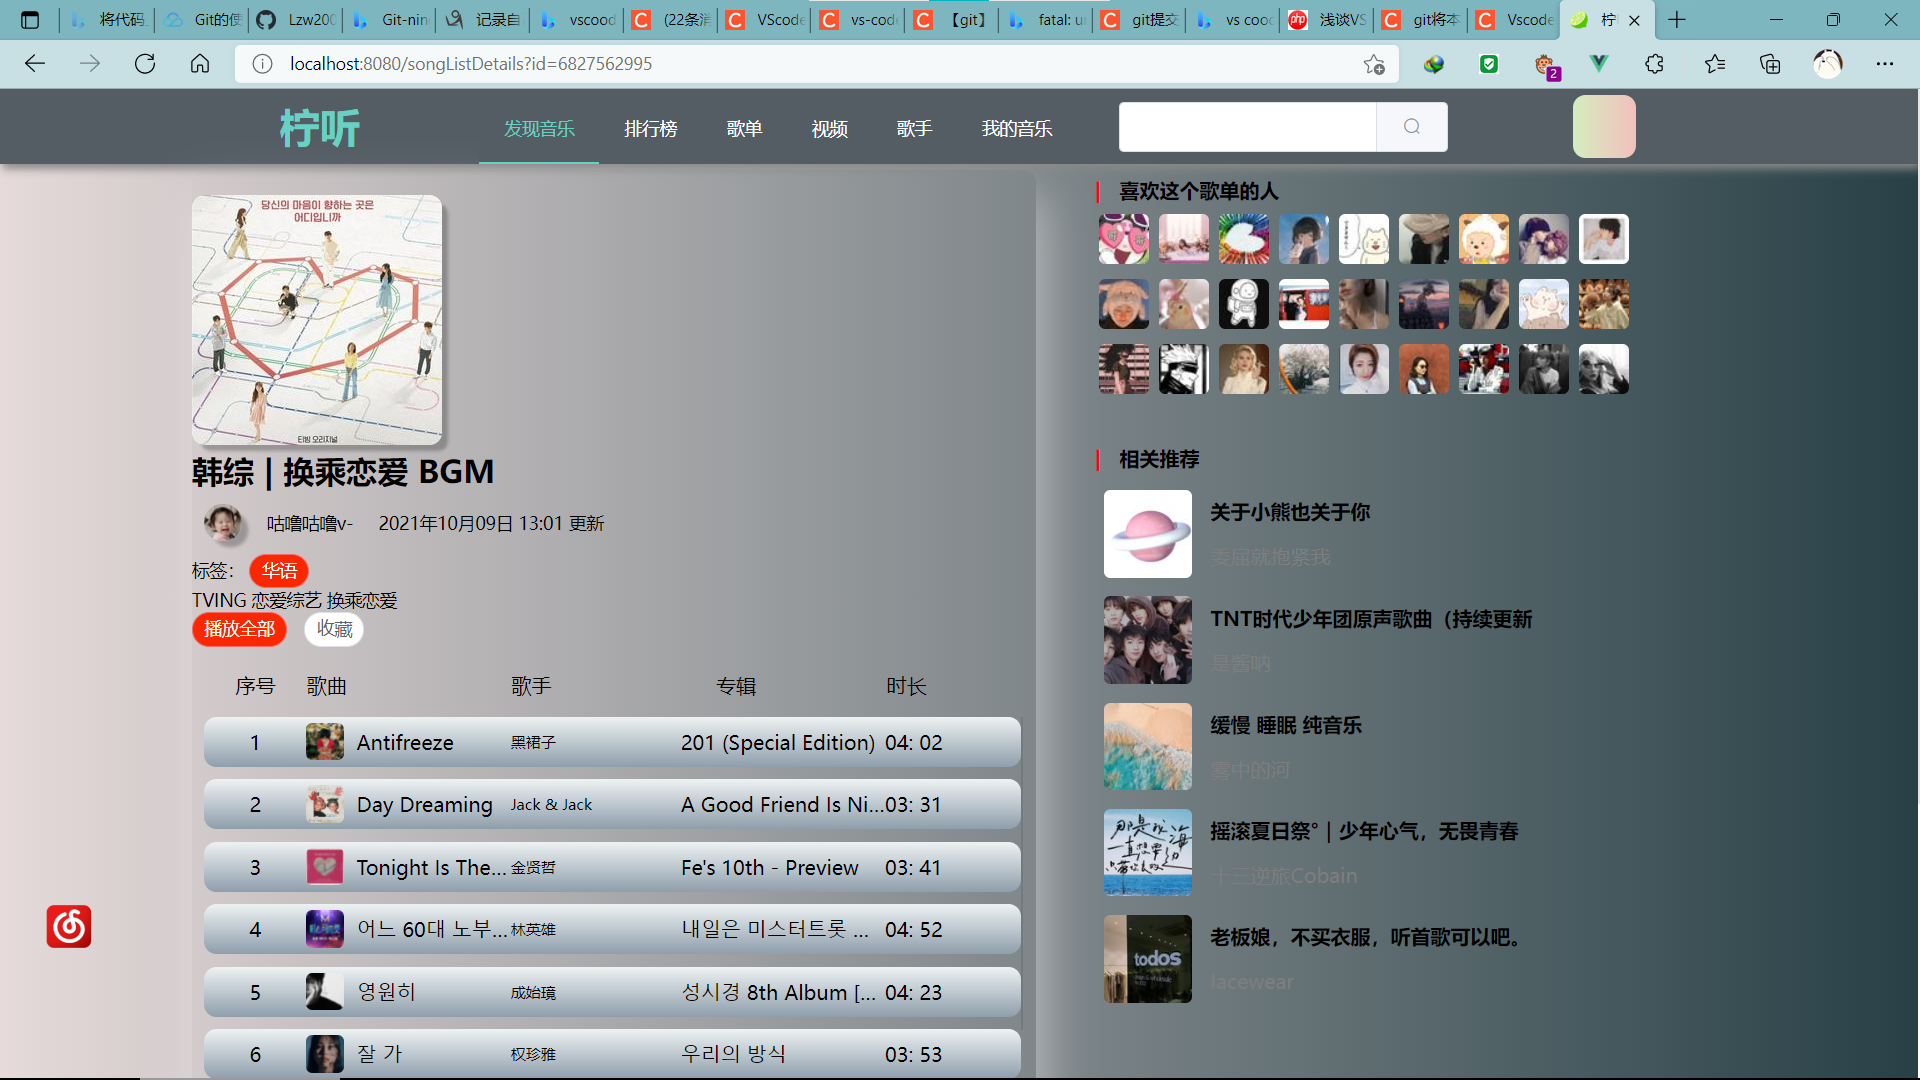 将代码
Git的使
Lzw200
Git-nin
记录自
vscood
(22条消
VScode
vs-code
【git】
fatal: u
git提交
vs cood
浅谈VS
git将本
Vscode
柠
localhost:8080/songListDetails?id=6827562995
2
柠听
发现音乐 排行榜 歌单 视频 歌手 我的音乐
당신의 마음이 향하는 곳은
어디입니까
티빙 오리지널
韩综 | 换乘恋爱 BGM
咕噜咕噜v- 2021年10月09日 13:01 更新
标签： 华语
TVING 恋爱综艺 换乘恋爱
播放全部 收藏
序号 歌曲 歌手 专辑 时长
1 Antifreeze 黑裙子 201 (Special Edition) 04: 02
2 Day Dreaming Jack & Jack A Good Friend Is Ni... 03: 31
3 Tonight Is The... 金贤哲 Fe's 10th - Preview 03: 41
4 어느 60대 노부... 林英雄 내일은 미스터트롯 ... 04: 52
5 영원히 成始璄 성시경 8th Album [... 04: 23
6 잘 가 权珍雅 우리의 방식 03: 53
喜欢这个歌单的人
相关推荐
关于小熊也关于你
委屈就抱紧我
TNT时代少年团原声歌曲（持续更新
是酱呐
缓慢 睡眠 纯音乐
雾中的河
摇滚夏日祭° | 少年心气，无畏青春
十三逆旅Cobain
todos
老板娘，不买衣服，听首歌可以吧。
lacewear